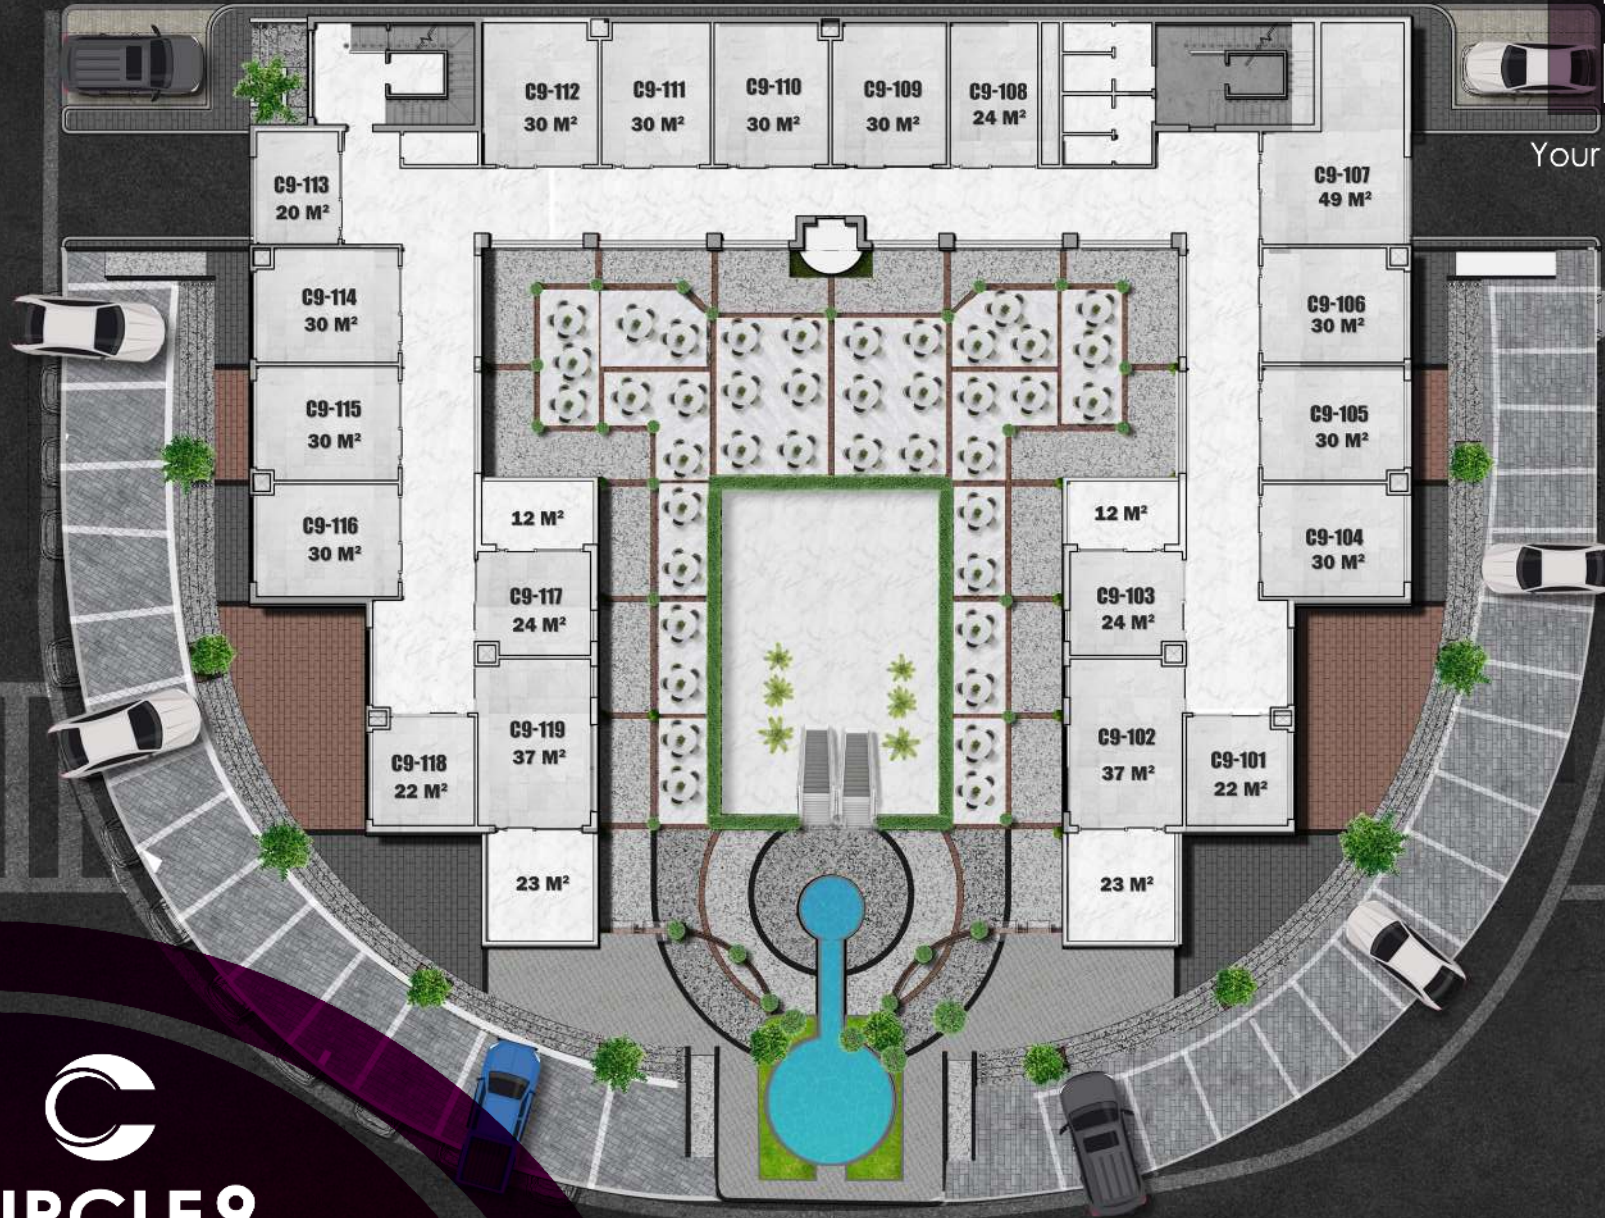 C9-112
30 M²
C9-111
30 M²
C9-110
30 M²
C9-109
30 M²
C9-108
24 M²
Your
C9-107
49 M²
C9-113
20 M²
C9-114
30 M²
C9-106
30 M²
C9-115
30 M²
C9-105
30 M²
C9-116
30 M²
12 M²
12 M²
C9-104
30 M²
C9-117
24 M²
C9-103
24 M²
C9-119
37 M²
C9-102
37 M²
C9-118
22 M²
C9-101
22 M²
23 M²
23 M²
IRCLE9